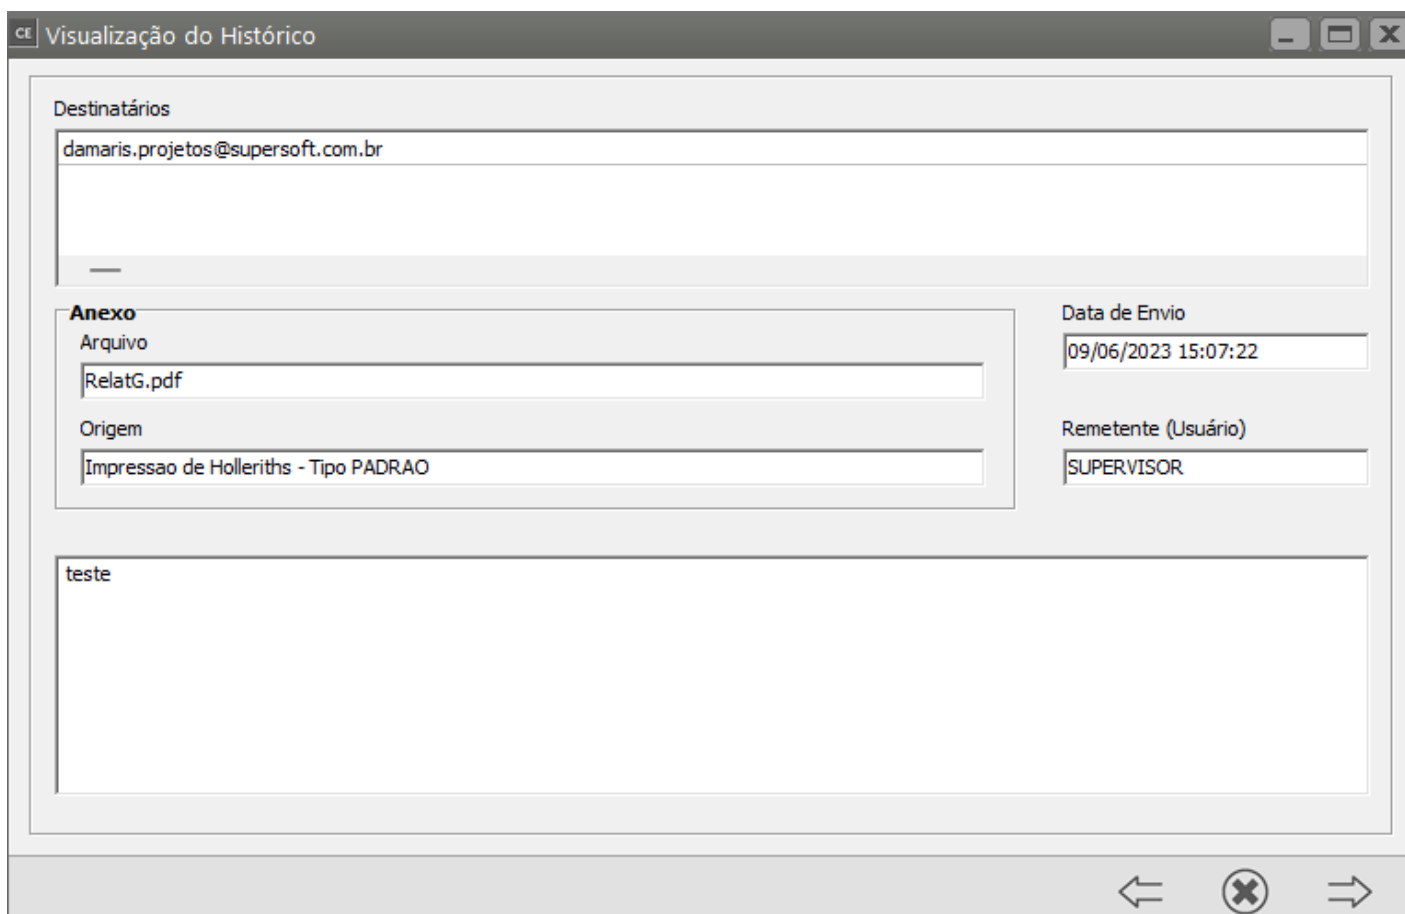 CE Visualização do Histórico
Destinatários
damaris.projetos@supersoft.com.br
Anexo
Arquivo
RelatG.pdf
Origem
Impressao de Holleriths - Tipo PADRAO
Data de Envio
09/06/2023 15:07:22
Remetente (Usuário)
SUPERVISOR
teste